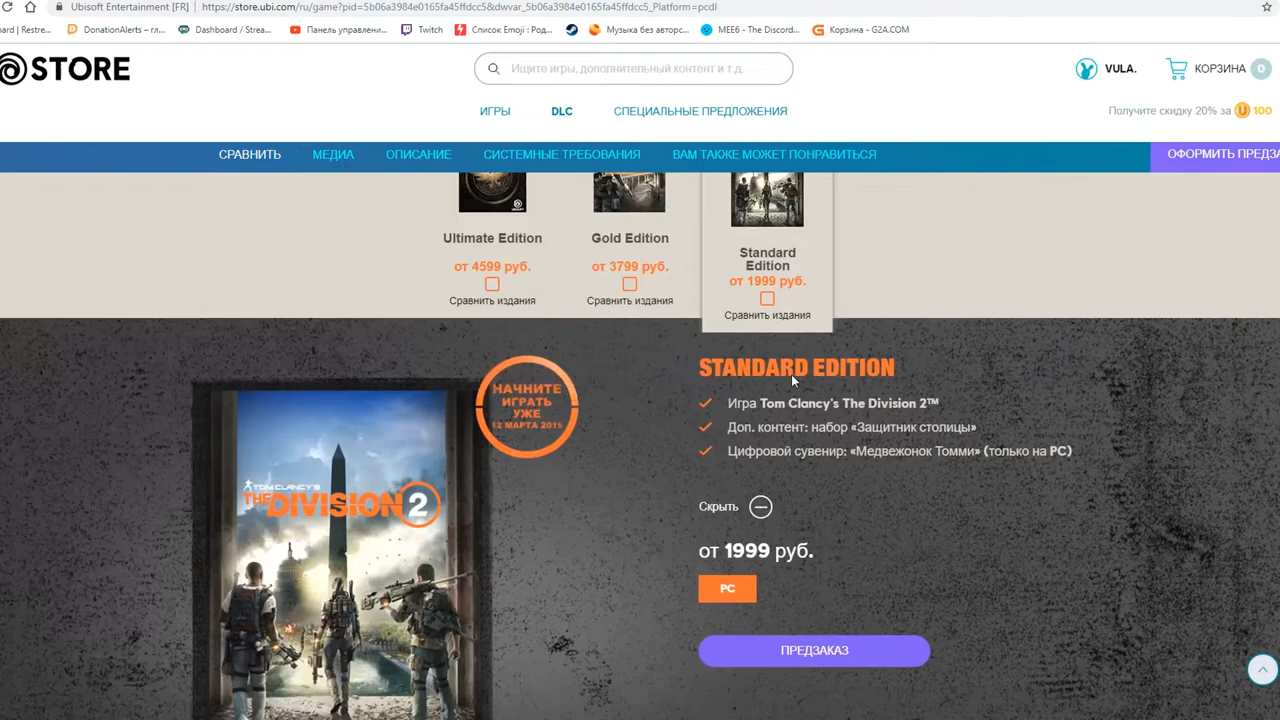 Ubisoft Entertainment [FR]
https://store.ubi.com/ru/game?pid=5b06a3984e0165fa45ffdcc5&dwvar_5b06a3984e0165fa45ffdcc5_Platform=pcdl
ard | Restre...
DonationAlerts – гл...
Dashboard / Strea...
Панель управлени...
Twitch
Список Emoji : Род...
Музыка без авторс...
MEE6 - The Discord...
Корзина - G2A.COM
STORE
Ищите игры, дополнительный контент и т.д.
VULA.
КОРЗИНА 0
ИГРЫ
DLC
СПЕЦИАЛЬНЫЕ ПРЕДЛОЖЕНИЯ
Получите скидку 20% за U 100
СРАВНИТЬ
МЕДИА
ОПИСАНИЕ
СИСТЕМНЫЕ ТРЕБОВАНИЯ
ВАМ ТАКЖЕ МОЖЕТ ПОНРАВИТЬСЯ
ОФОРМИТЬ ПРЕДЗА
Ultimate Edition
от 4599 руб.
Сравнить издания
Gold Edition
от 3799 руб.
Сравнить издания
Standard
Edition
от 1999 руб.
Сравнить издания
НАЧНИТЕ
ИГРАТЬ
УЖЕ
12 МАРТА 2019
TOM CLANCY'S
THE DIVISION 2
STANDARD EDITION
Игра Tom Clancy's The Division 2™
Доп. контент: набор «Защитник столицы»
Цифровой сувенир: «Медвежонок Томми» (только на PC)
Скрыть
от 1999 руб.
PC
ПРЕДЗАКАЗ